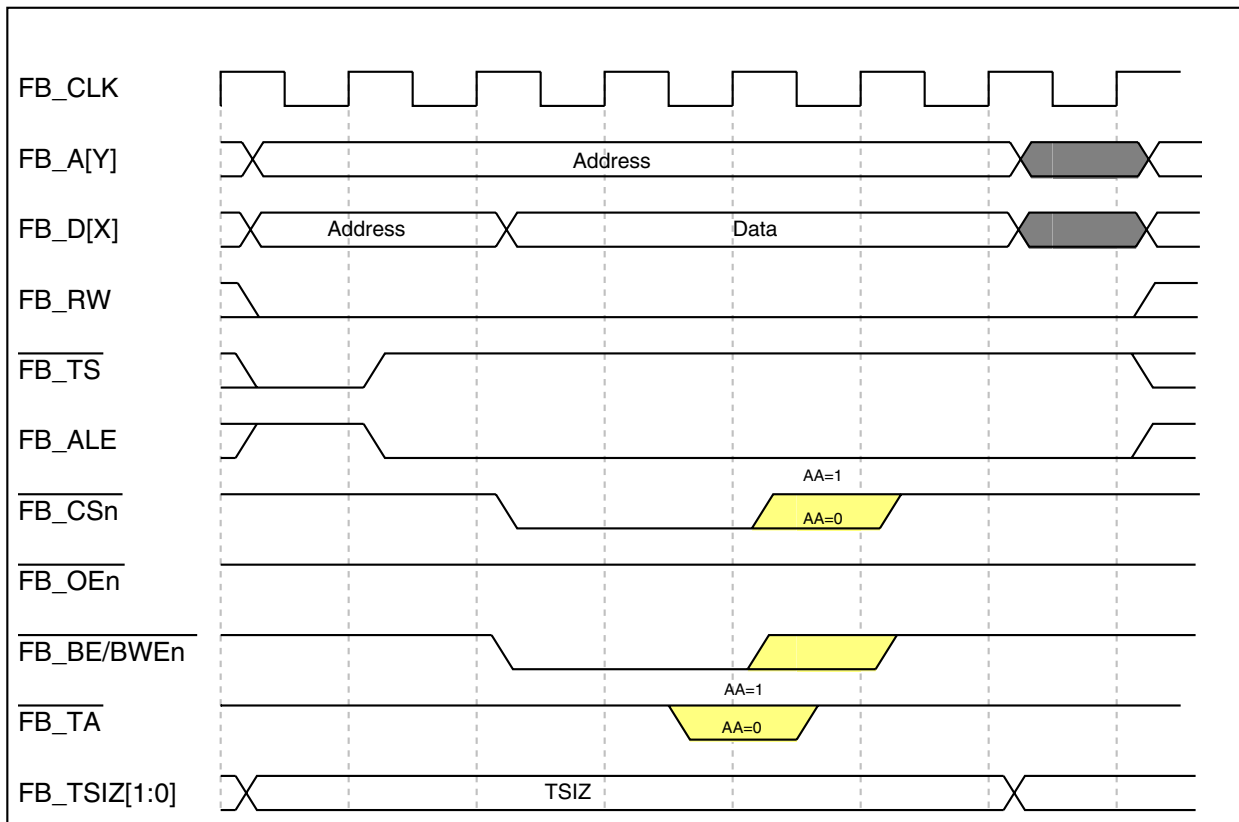 FB_CLK
FB_A[Y]
Address
FB_D[X]
Address
Data
FB_RW
FB_TS
FB_ALE
AA=1
FB_CSn
AA=0
FB_OEn
FB_BE/BWEn
AA=1
FB_TA
AA=0
FB_TSIZ[1:0]
TSIZ